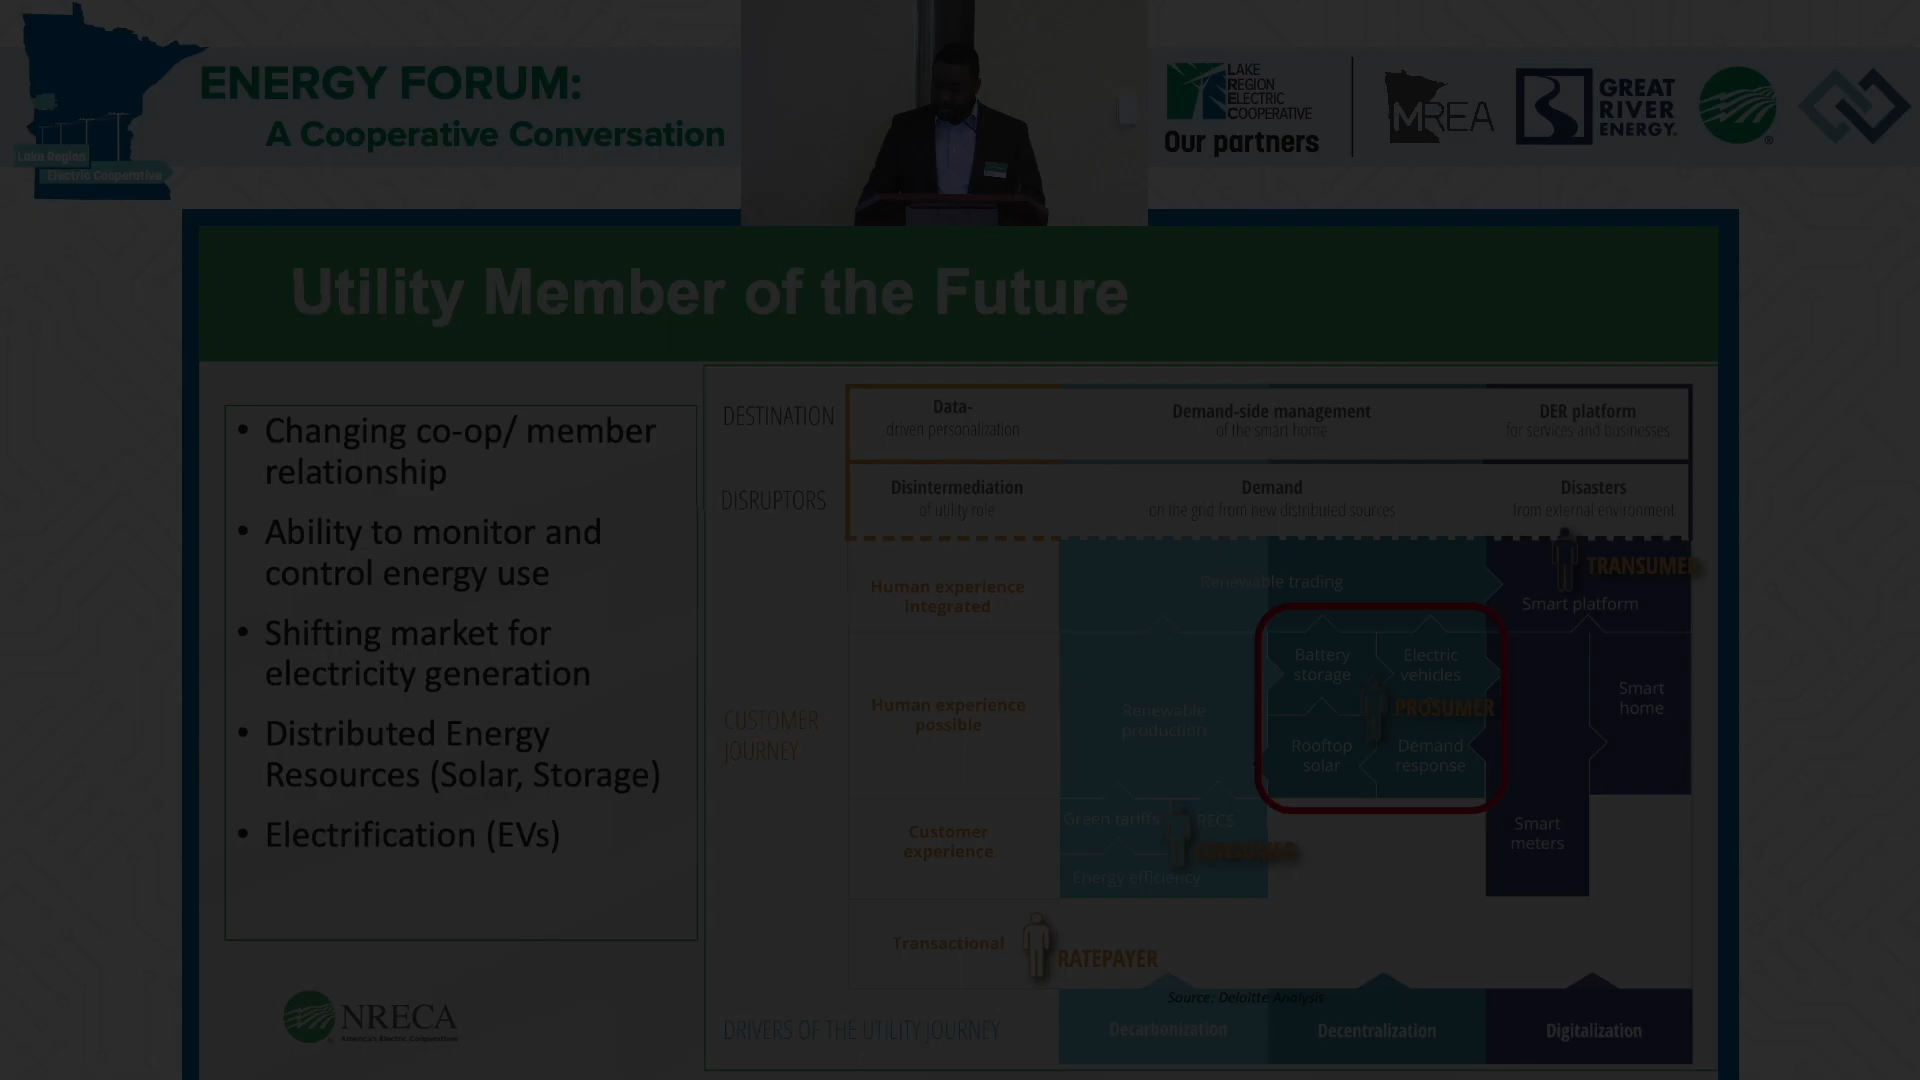 ENERGY FORUM:
A Cooperative Conversation
Lake Region
Electric Cooperative
LAKE
REGION
ELECTRIC
COOPERATIVE
Our partners
MREA
GREAT
RIVER
ENERGY.
Utility Member of the Future
• Changing co-op/ member
relationship
• Ability to monitor and
control energy use
• Shifting market for
electricity generation
• Distributed Energy
Resources (Solar, Storage)
• Electrification (EVs)
NRECA
America's Electric Cooperatives
DESTINATION
Data-
driven personalization
Demand-side management
of the smart home
DER platform
for services and businesses
DISRUPTORS
Disintermediation
of utility role
Demand
on the grid from new distributed sources
Disasters
from external environment
Human experience
integrated
Renewable trading
TRANSUMER
Smart platform
CUSTOMER
JOURNEY
Human experience
possible
Renewable
production
Battery
storage
Electric
vehicles
PROSUMER
Rooftop
solar
Demand
response
Smart
home
Customer
experience
Green tariffs
RECS
Energy efficiency
Smart
meters
Transactional
RATEPAYER
Source: Deloitte Analysis
DRIVERS OF THE UTILITY JOURNEY
Decarbonization
Decentralization
Digitalization